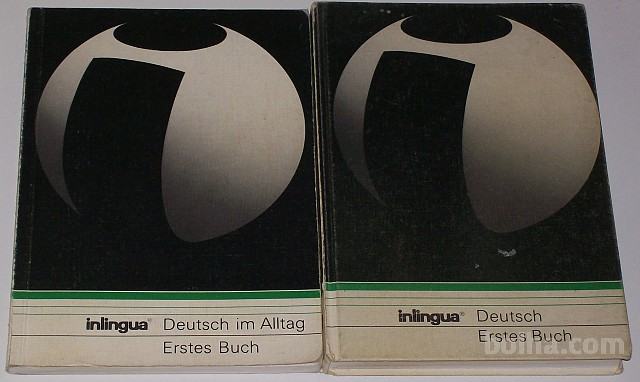 inlingua® Deutsch im Alltag
Erstes Buch
inlingua® Deutsch
Erstes Buch
bolha.com